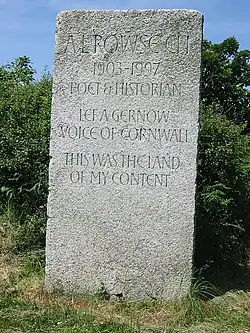 A L ROWSE CH
1903-1997
POET & HISTORIAN
LEF A GERNOW
VOICE OF CORNWALL
THIS WAS THE LAND
OF MY CONTENT